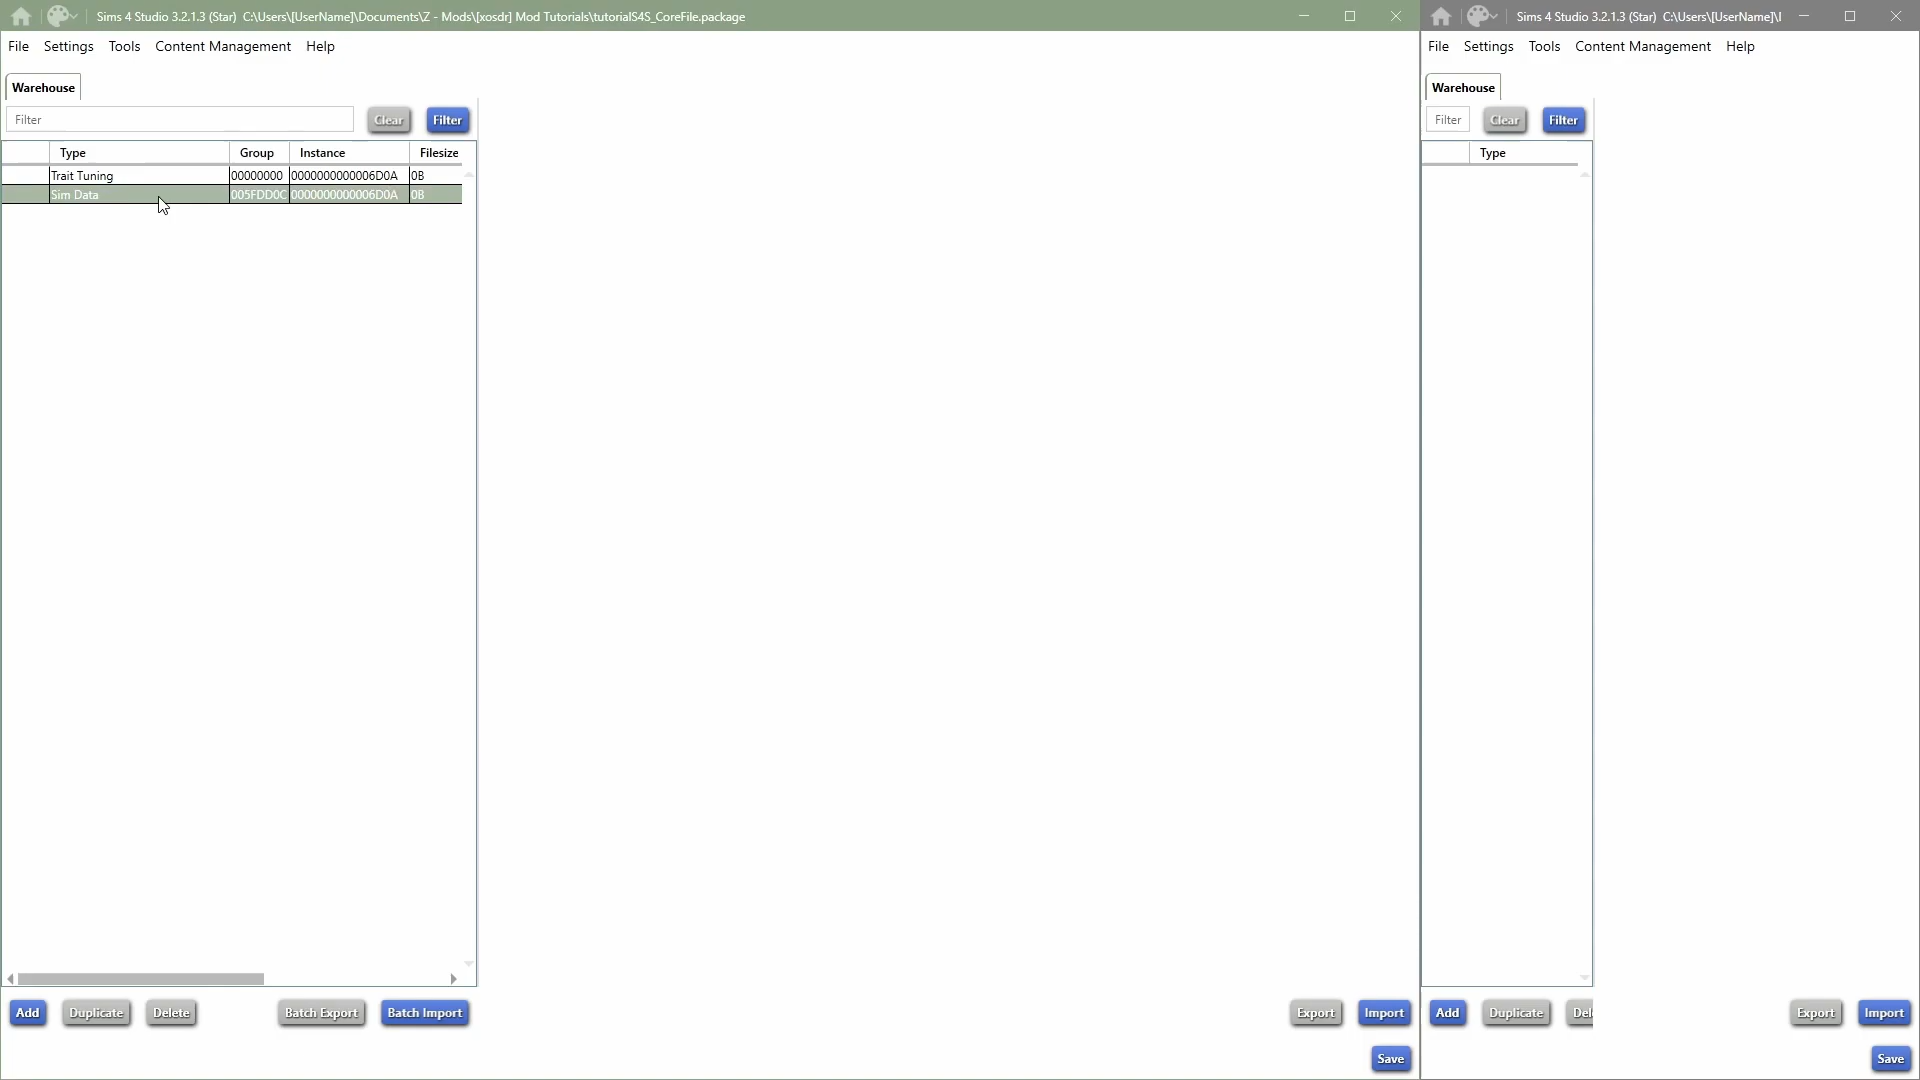 Sims 4 Studio 3.2.1.3 (Star) C:\Users\[UserName]\Documents\Z - Mods\[xosdr] Mod Tutorials\tutorialS4S_CoreFile.package
File Settings Tools Content Management Help
Warehouse
Filter Clear Filter
Type Group Instance Filesize
Trait Tuning 00000000 0000000000006D0A 0B
Sim Data 005FDD0C 0000000000006D0A 0B
Add Duplicate Delete Batch Export Batch Import Export Import
Save
Sims 4 Studio 3.2.1.3 (Star) C:\Users\[UserName]\
File Settings Tools Content Management Help
Warehouse
Filter Clear Filter
Type
Add Duplicate Del Export Import
Save